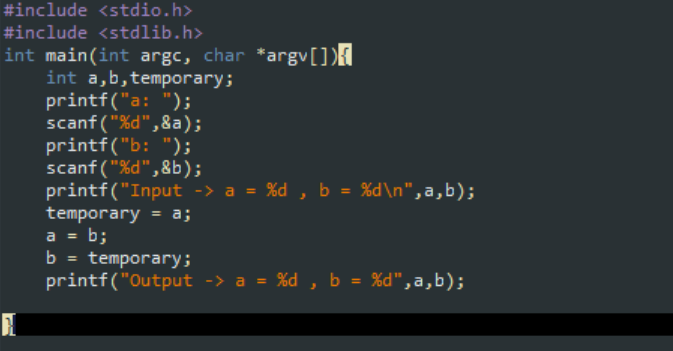 #include <stdio.h>
#include <stdlib.h>
int main(int argc, char *argv[]){
    int a,b,temporary;
    printf("a: ");
    scanf("%d",&a);
    printf("b: ");
    scanf("%d",&b);
    printf("Input -> a = %d , b = %d\n",a,b);
    temporary = a;
    a = b;
    b = temporary;
    printf("Output -> a = %d , b = %d",a,b);
}